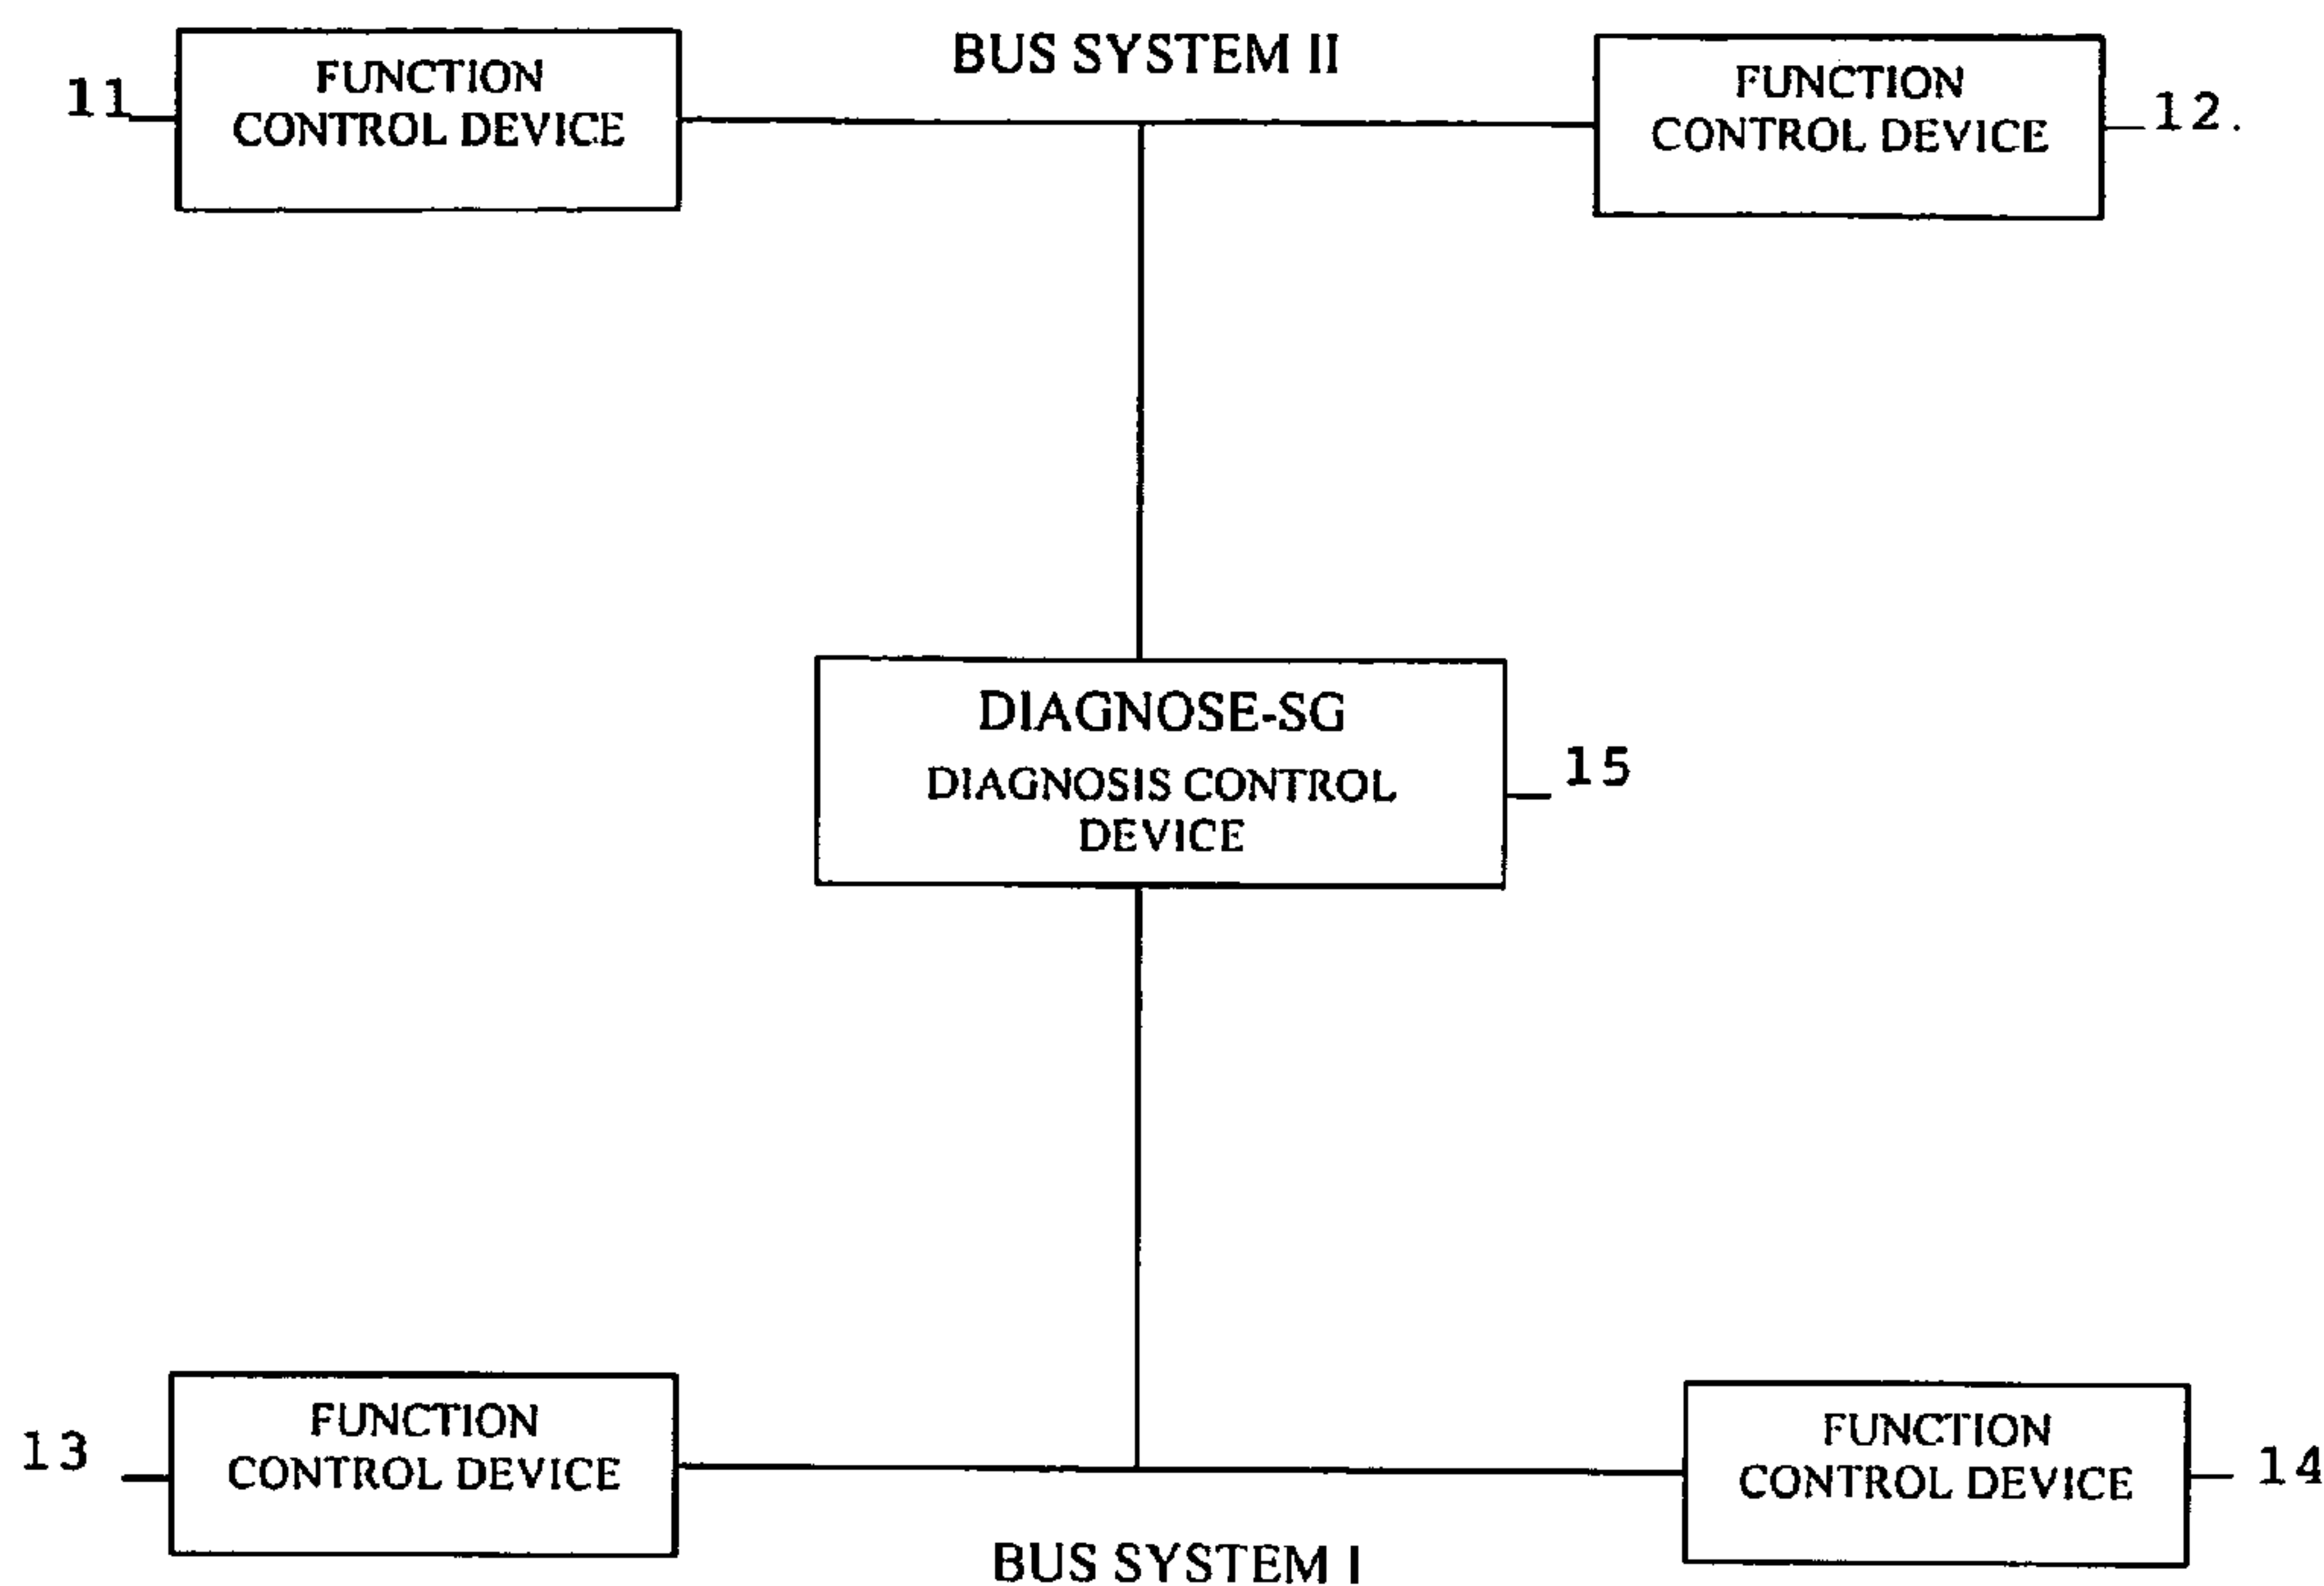 BUS SYSTEM II
11
FUNCTION
CONTROL DEVICE
FUNCTION
CONTROL DEVICE
12.
DIAGNOSE-SG
DIAGNOSIS CONTROL
DEVICE
15
13
FUNCTION
CONTROL DEVICE
FUNCTION
CONTROL DEVICE
14
BUS SYSTEM I